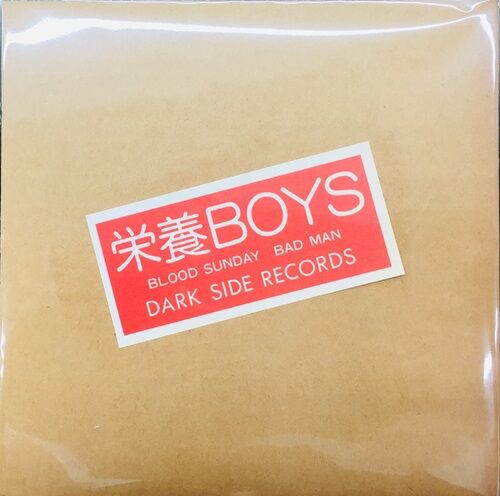 栄養BOYS
BLOOD SUNDAY BAD MAN
DARK SIDE RECORDS